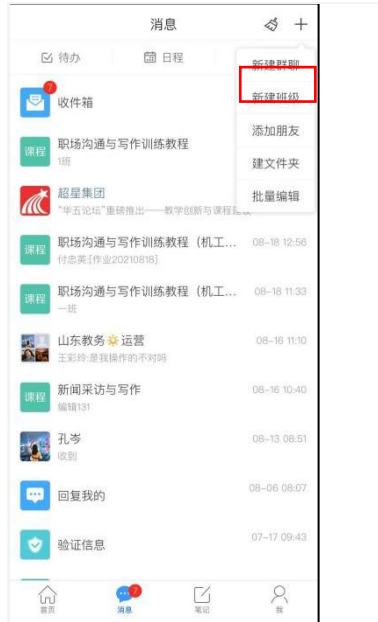 消息
待办
日程
新建群聊
新建班级
添加朋友
建文件夹
批量编辑
7
收件箱
课程
职场沟通与写作训练教程
1班
超星集团
"华五论坛"重磅推出——教学创新与课程建设
课程
职场沟通与写作训练教程（机工... 08-18 12:56
付忠英:[作业20210818]
课程
职场沟通与写作训练教程（机工... 08-18 11:33
一班
山东教务☀运营 08-16 11:10
王彩玲:是我操作的不对吗
课程
新闻采访与写作 08-16 10:40
编辑131
孔岑 08-13 08:51
收到
回复我的 08-06 08:07
验证信息 07-17 09:43
7
首页 消息 笔记 我